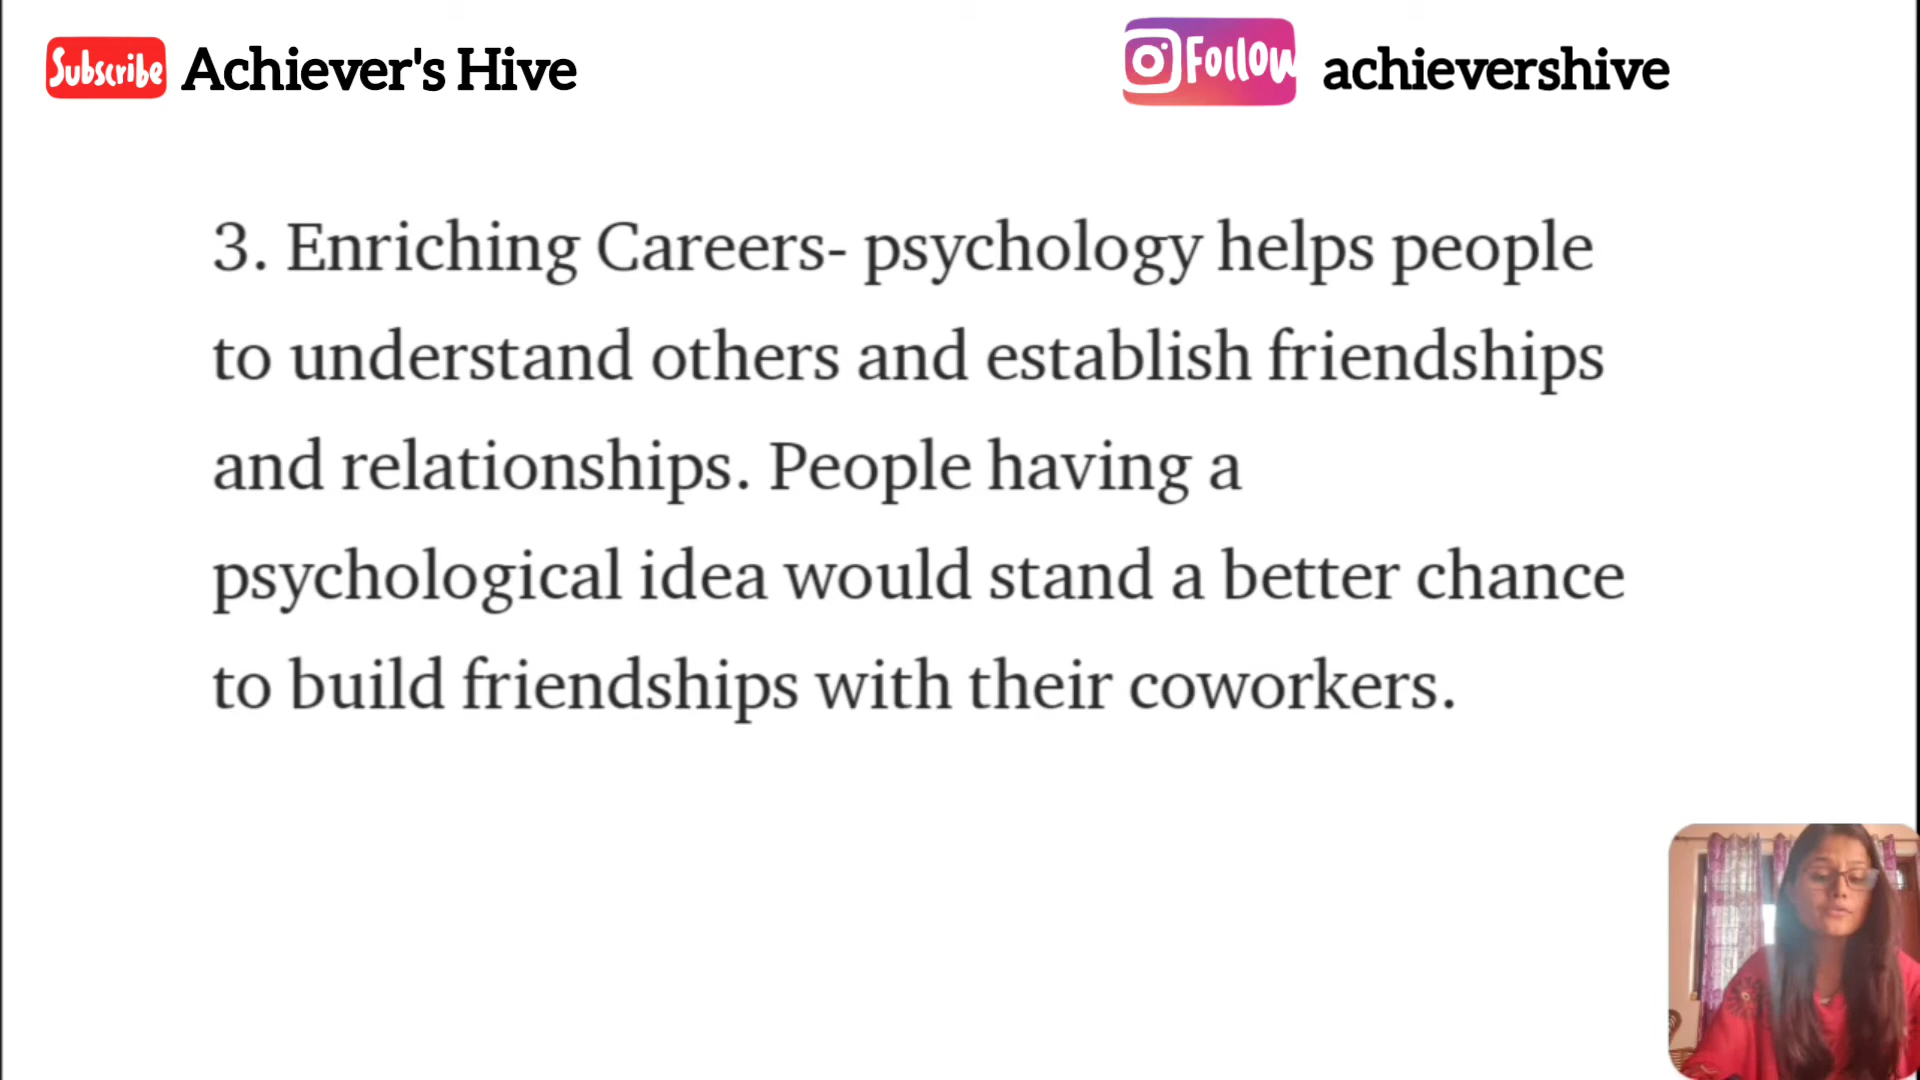 Subscribe Achiever's Hive
Follow achievershive
3. Enriching Careers- psychology helps people
to understand others and establish friendships
and relationships. People having a
psychological idea would stand a better chance
to build friendships with their coworkers.